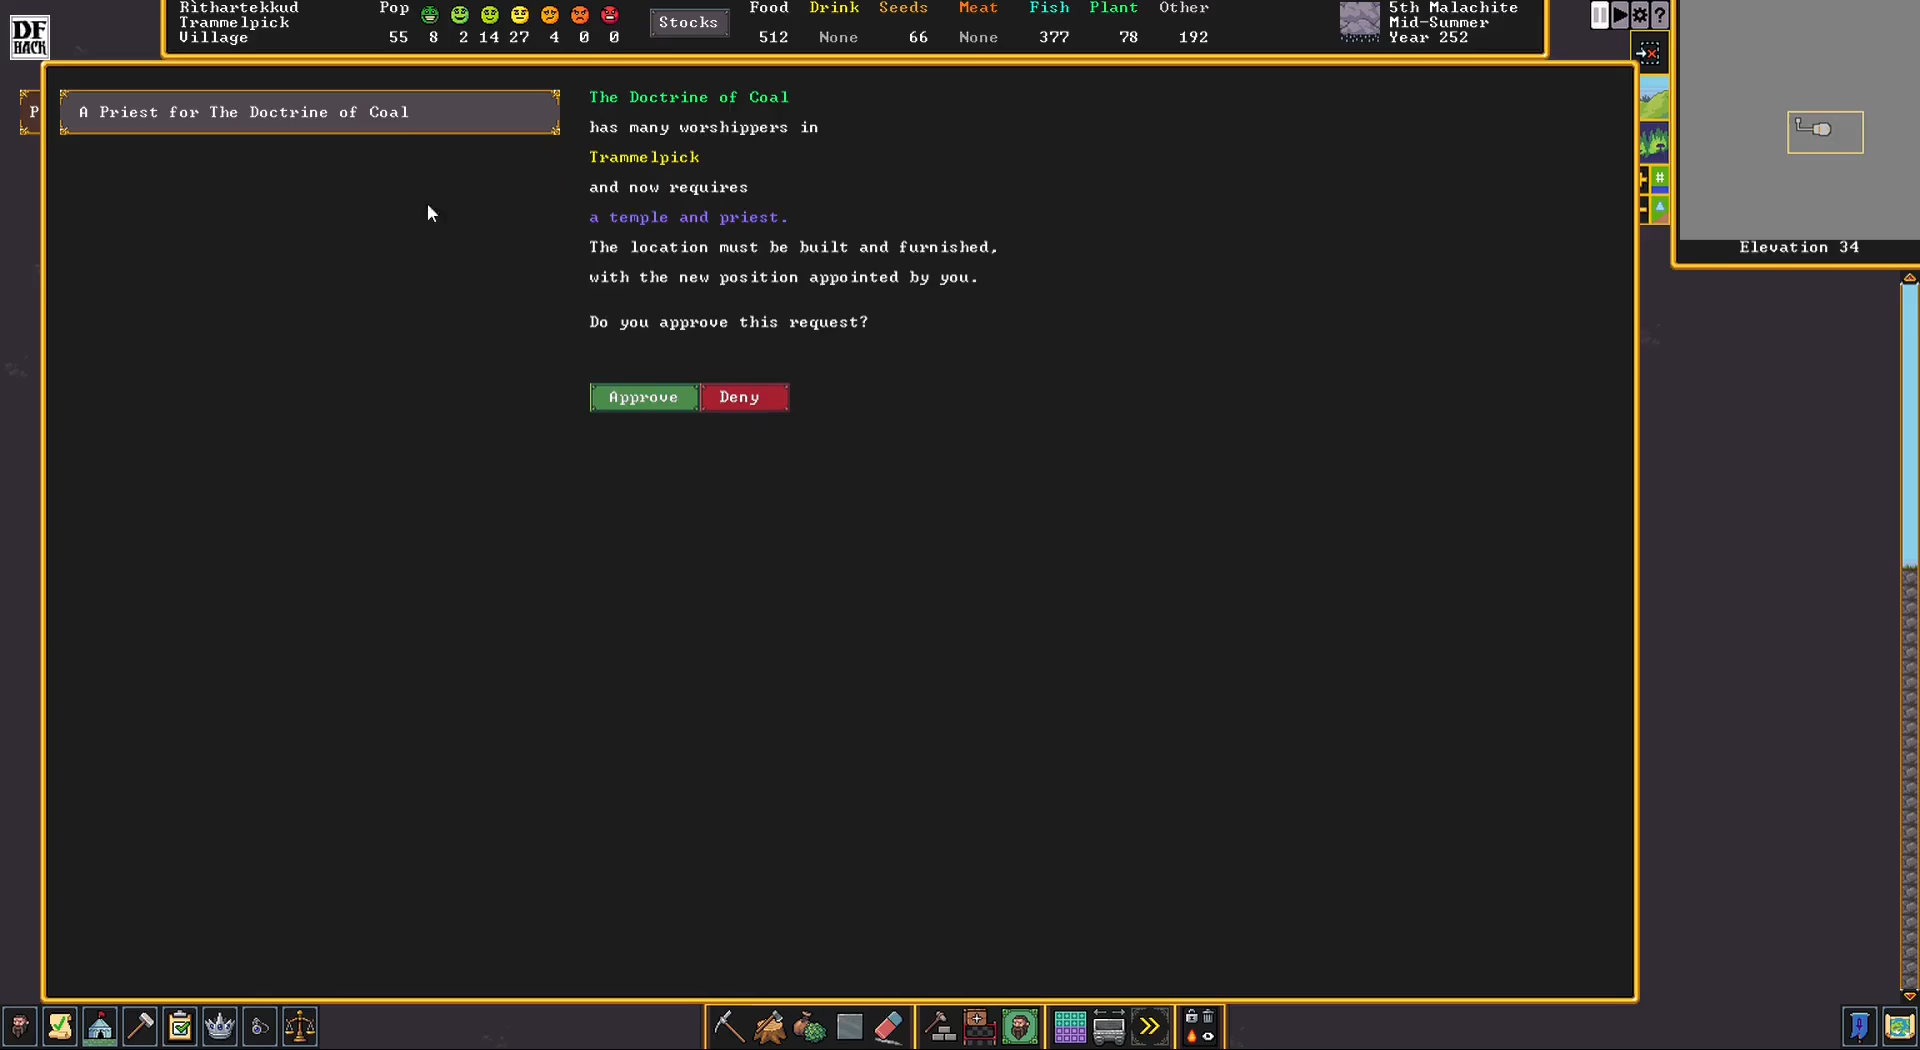 DF
HACK
Rithartekkud
Trammelpick
Village
Pop
55 8 2 14 27 4 0 0
Stocks
Food Drink Seeds Meat Fish Plant Other
512 None 66 None 377 78 192
5th Malachite
Mid-Summer
Year 252
?
P
A Priest for The Doctrine of Coal
The Doctrine of Coal
has many worshippers in
Trammelpick
and now requires
a temple and priest.
The location must be built and furnished,
with the new position appointed by you.
Do you approve this request?
Approve Deny
#
Elevation 34